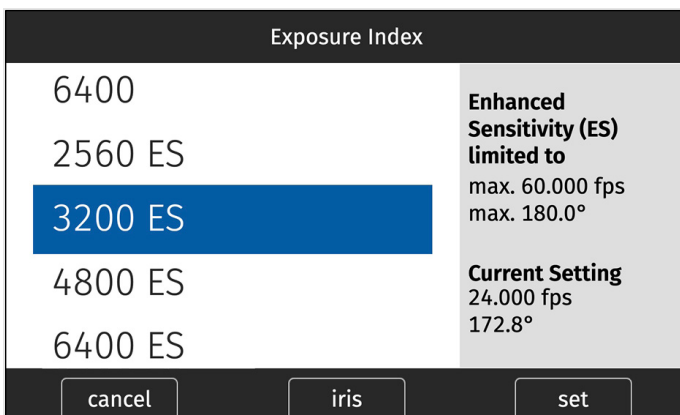 Exposure Index
6400
2560 ES
3200 ES
4800 ES
6400 ES
Enhanced
Sensitivity (ES)
limited to
max. 60.000 fps
max. 180.0°
Current Setting
24.000 fps
172.8°
cancel
iris
set